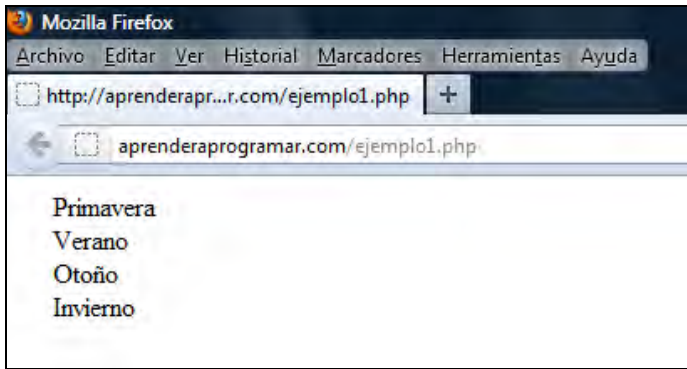 Mozilla Firefox
Archivo Editar Ver Historial Marcadores Herramientas Ayuda
http://aprenderapr...r.com/ejemplo1.php +
aprenderaprogramar.com/ejemplo1.php
Primavera
Verano
Otoño
Invierno